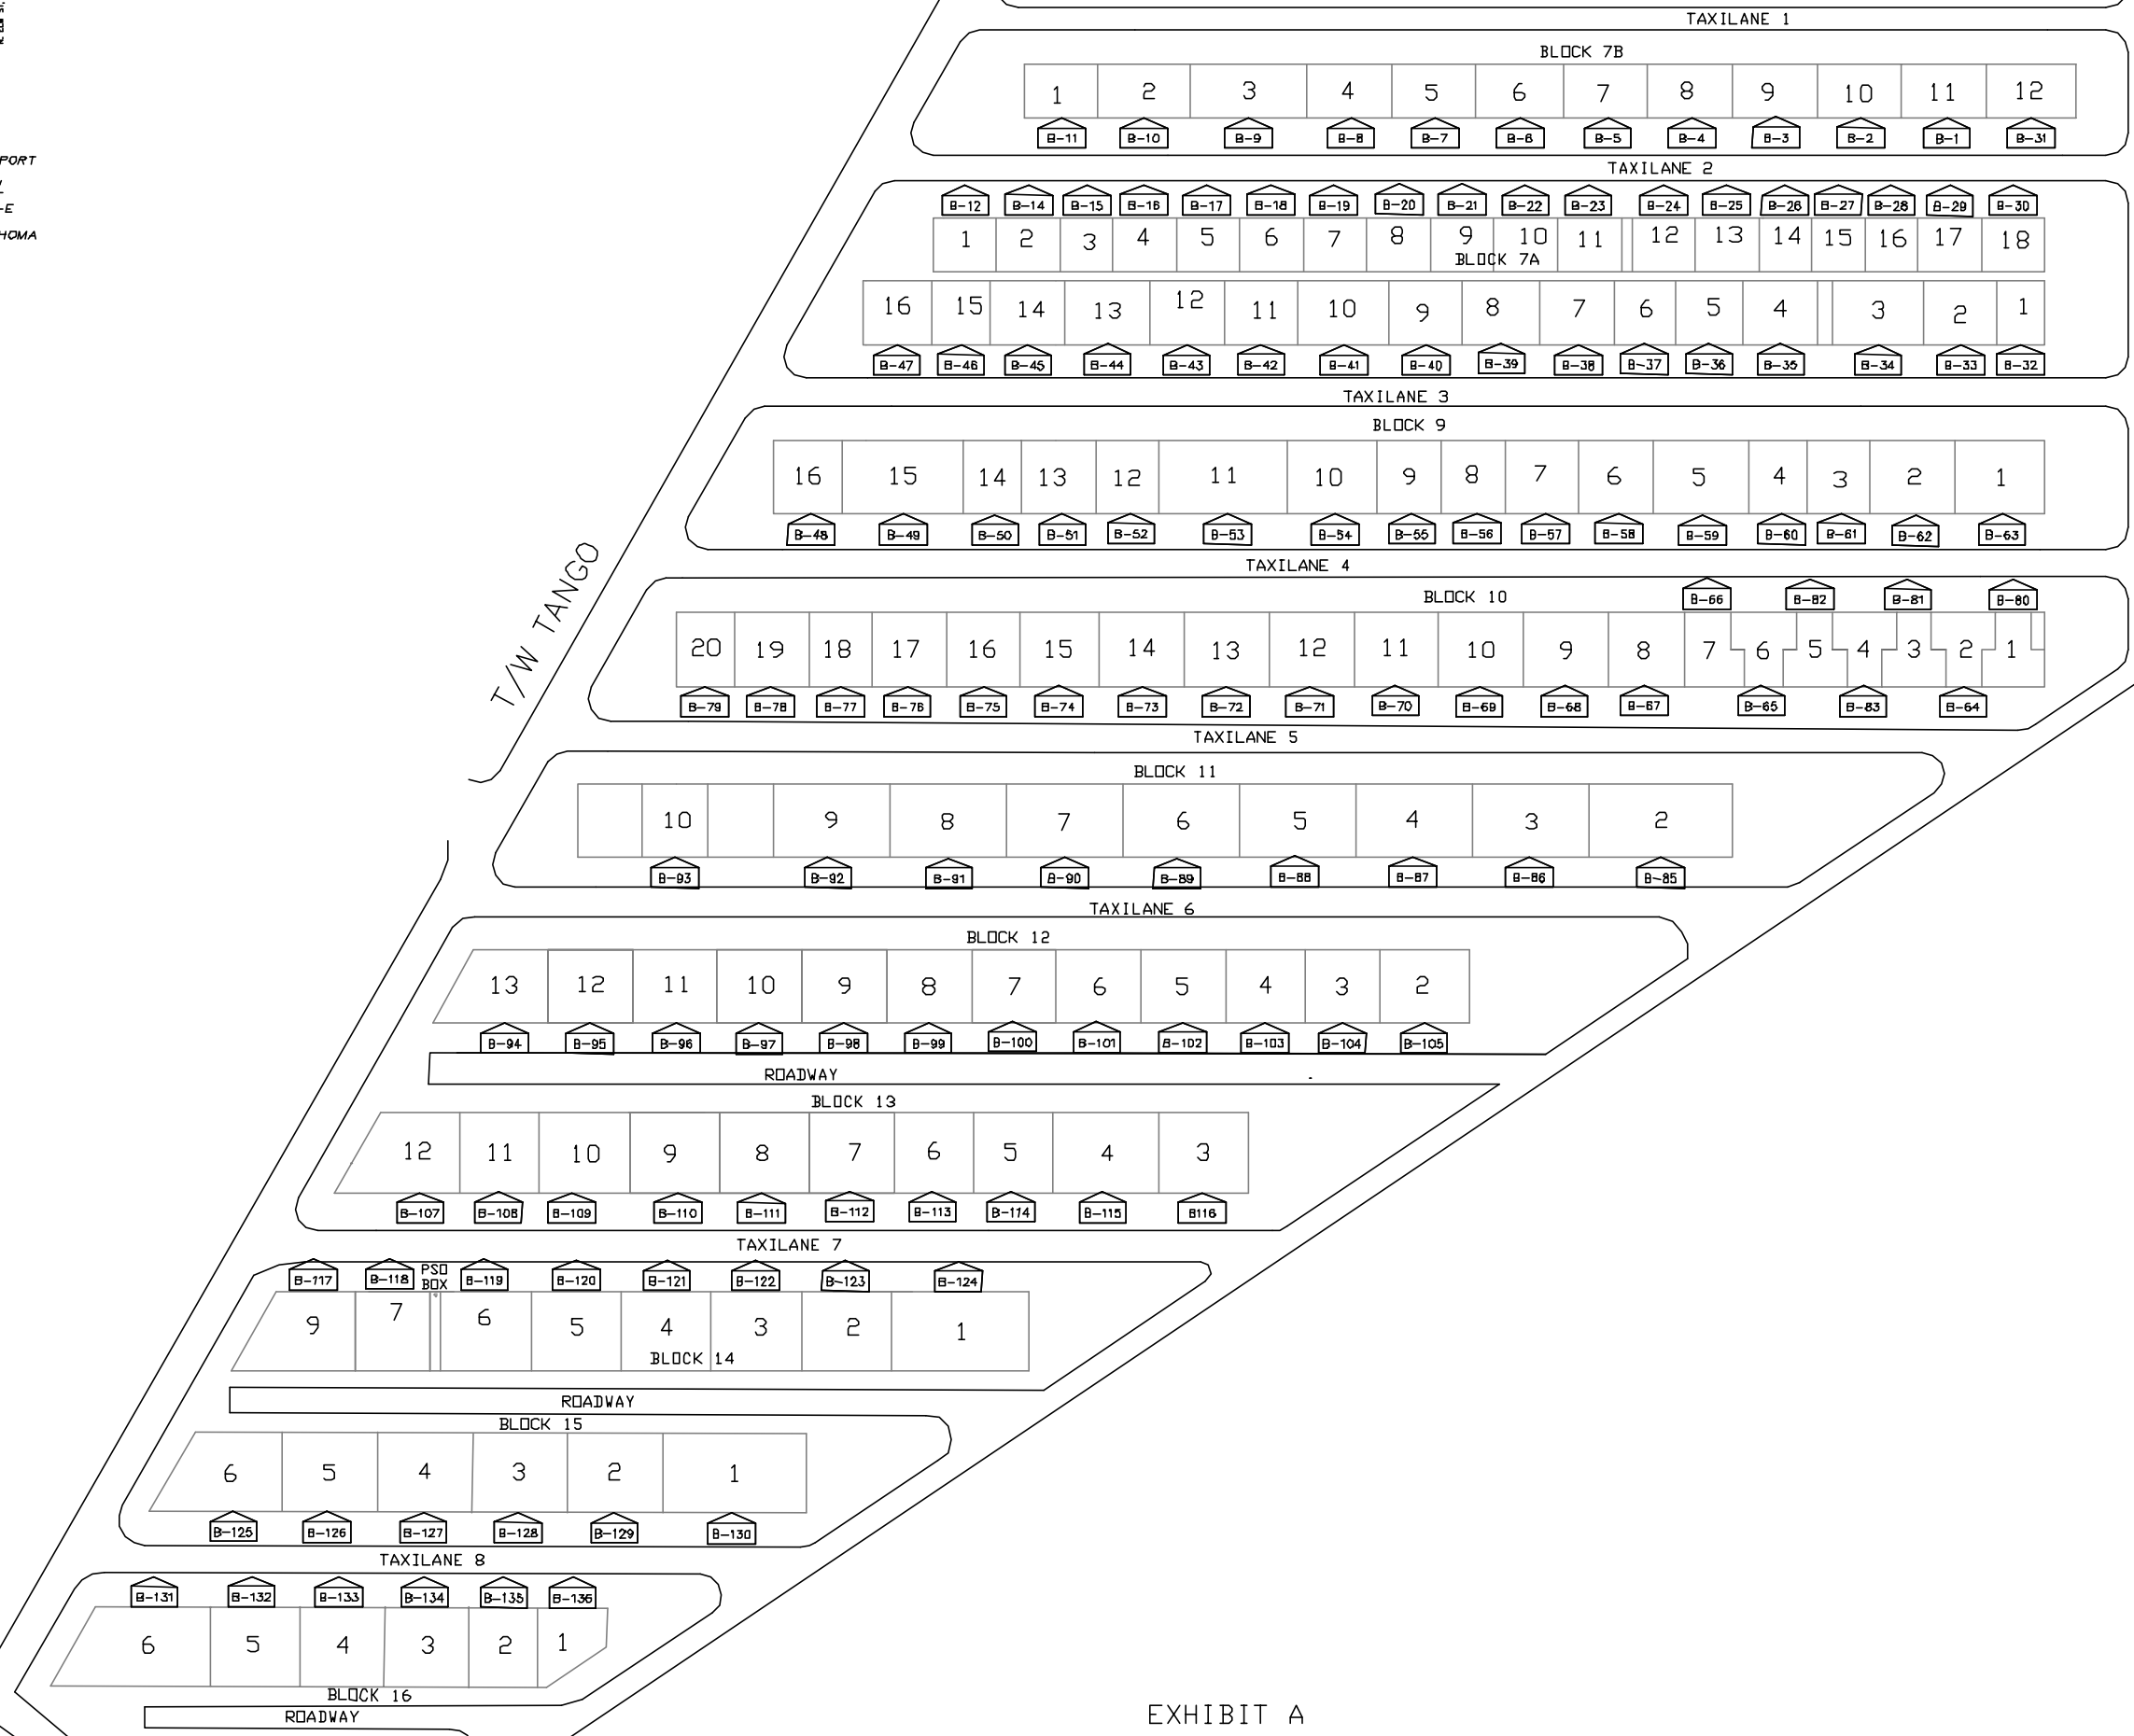 TAXILANE 1
BLOCK 7B
1 2 3 4 5 6 7 8 9 10 11 12
B-11 B-10 B-9 B-8 B-7 B-6 B-5 B-4 B-3 B-2 B-1 B-31
PORT
TAXILANE 2
-E
B-12 B-14 B-15 B-16 B-17 B-18 B-19 B-20 B-21 B-22 B-23 B-24 B-25 B-26 B-27 B-28 B-29 B-30
HOMA
1 2 3 4 5 6 7 8 9 10 11 12 13 14 15 16 17 18
BLOCK 7A
16 15 14 13 12 11 10 9 8 7 6 5 4 3 2 1
B-47 B-46 B-45 B-44 B-43 B-42 B-41 B-40 B-39 B-38 B-37 B-36 B-35 B-34 B-33 B-32
TAXILANE 3
BLOCK 9
16 15 14 13 12 11 10 9 8 7 6 5 4 3 2 1
B-48 B-49 B-50 B-51 B-52 B-53 B-54 B-55 B-56 B-57 B-58 B-59 B-60 B-61 B-62 B-63
T/W TANGO
TAXILANE 4
BLOCK 10
B-66 B-82 B-81 B-80
20 19 18 17 16 15 14 13 12 11 10 9 8 7 6 5 4 3 2 1
B-79 B-78 B-77 B-76 B-75 B-74 B-73 B-72 B-71 B-70 B-69 B-68 B-67 B-65 B-83 B-64
TAXILANE 5
BLOCK 11
10 9 8 7 6 5 4 3 2
B-93 B-92 B-91 B-90 B-89 B-88 B-87 B-86 B-85
TAXILANE 6
BLOCK 12
13 12 11 10 9 8 7 6 5 4 3 2
B-94 B-95 B-96 B-97 B-98 B-99 B-100 B-101 B-102 B-103 B-104 B-105
ROADWAY
BLOCK 13
12 11 10 9 8 7 6 5 4 3
B-107 B-108 B-109 B-110 B-111 B-112 B-113 B-114 B-115 B116
TAXILANE 7
B-117 B-118 PSO BOX B-119 B-120 B-121 B-122 B-123 B-124
9 7 6 5 4 3 2 1
BLOCK 14
ROADWAY
BLOCK 15
6 5 4 3 2 1
B-125 B-126 B-127 B-128 B-129 B-130
TAXILANE 8
B-131 B-132 B-133 B-134 B-135 B-136
6 5 4 3 2 1
BLOCK 16
ROADWAY
EXHIBIT A